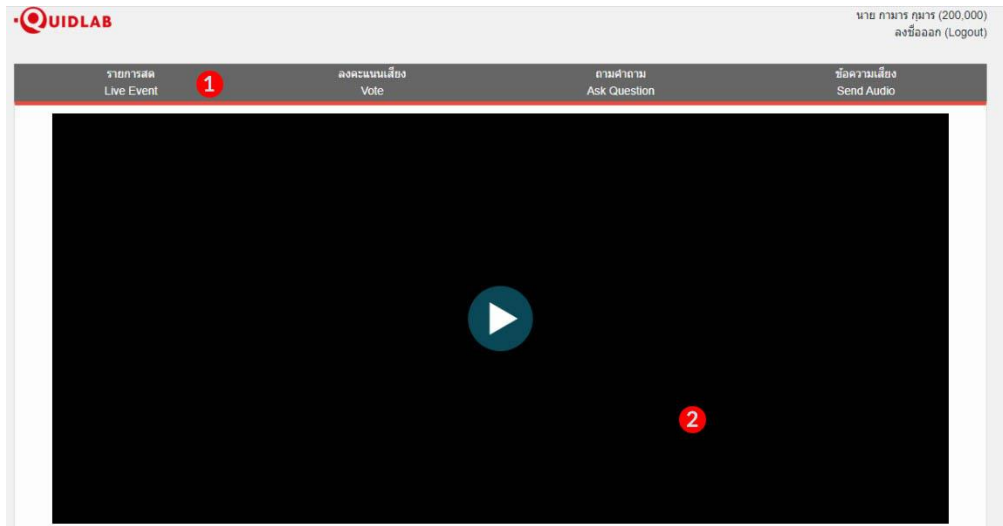 QUIDLAB
นาย กามาร กุมาร (200,000)
ลงชื่อออก (Logout)
รายการสด
Live Event
1
ลงคะแนนเสียง
Vote
ถามคำถาม
Ask Question
ข้อความเสียง
Send Audio
2